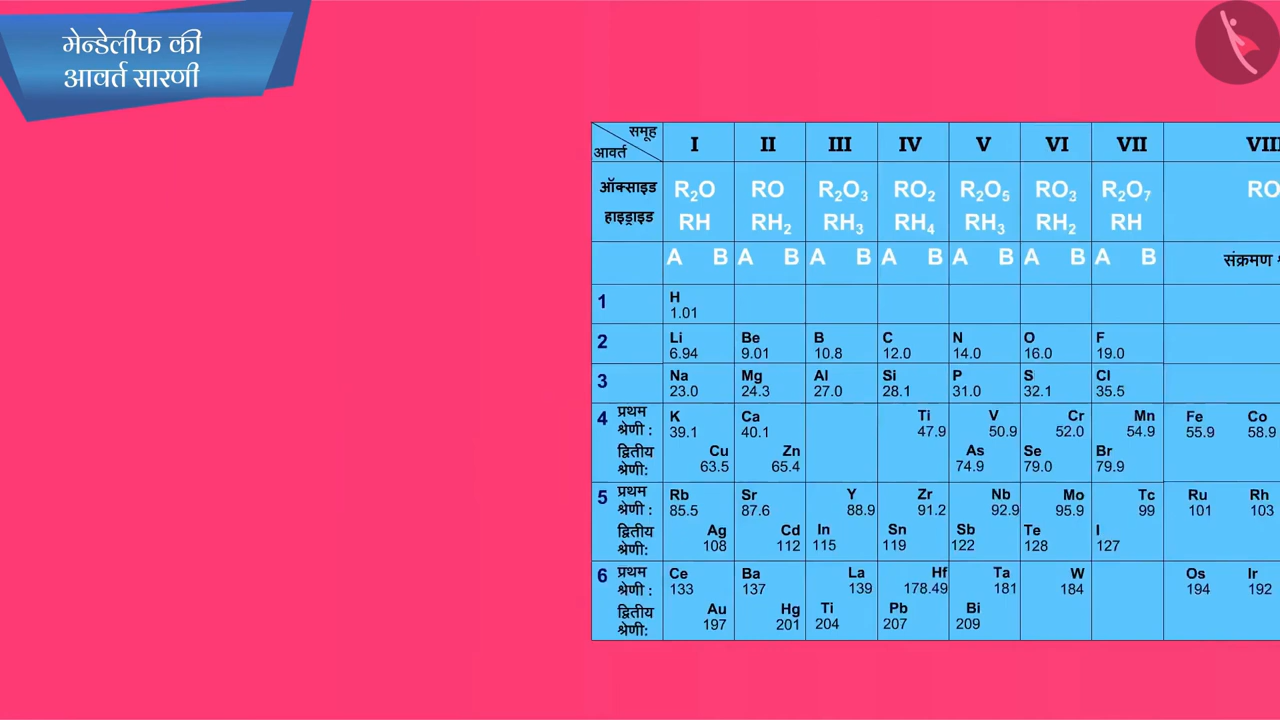 मेन्डेलीफ की
आवर्त सारणी
समूह I II III IV V VI VII VIII
आवर्त
ऑक्साइड R₂O RO R₂O₃ RO₂ R₂O₅ RO₃ R₂O₇ RO
हाइड्राइड RH RH₂ RH₃ RH₄ RH₃ RH₂ RH
A B A B A B A B A B A B A B संक्रमण
1 H
1.01
2 Li Be B C N O F
6.94 9.01 10.8 12.0 14.0 16.0 19.0
3 Na Mg Al Si P S Cl
23.0 24.3 27.0 28.1 31.0 32.1 35.5
4 प्रथम K Ca Ti V Cr Mn Fe Co
श्रेणी : 39.1 40.1 47.9 50.9 52.0 54.9 55.9 58.9
द्वितीय Cu Zn As Se Br
श्रेणी: 63.5 65.4 74.9 79.0 79.9
5 प्रथम Rb Sr Y Zr Nb Mo Tc Ru Rh
श्रेणी : 85.5 87.6 88.9 91.2 92.9 95.9 99 101 103
द्वितीय Ag Cd In Sn Sb Te I
श्रेणी: 108 112 115 119 122 128 127
6 प्रथम Ce Ba La Hf Ta W Os Ir
श्रेणी : 133 137 139 178.49 181 184 194 192
द्वितीय Au Hg Ti Pb Bi
श्रेणी: 197 201 204 207 209